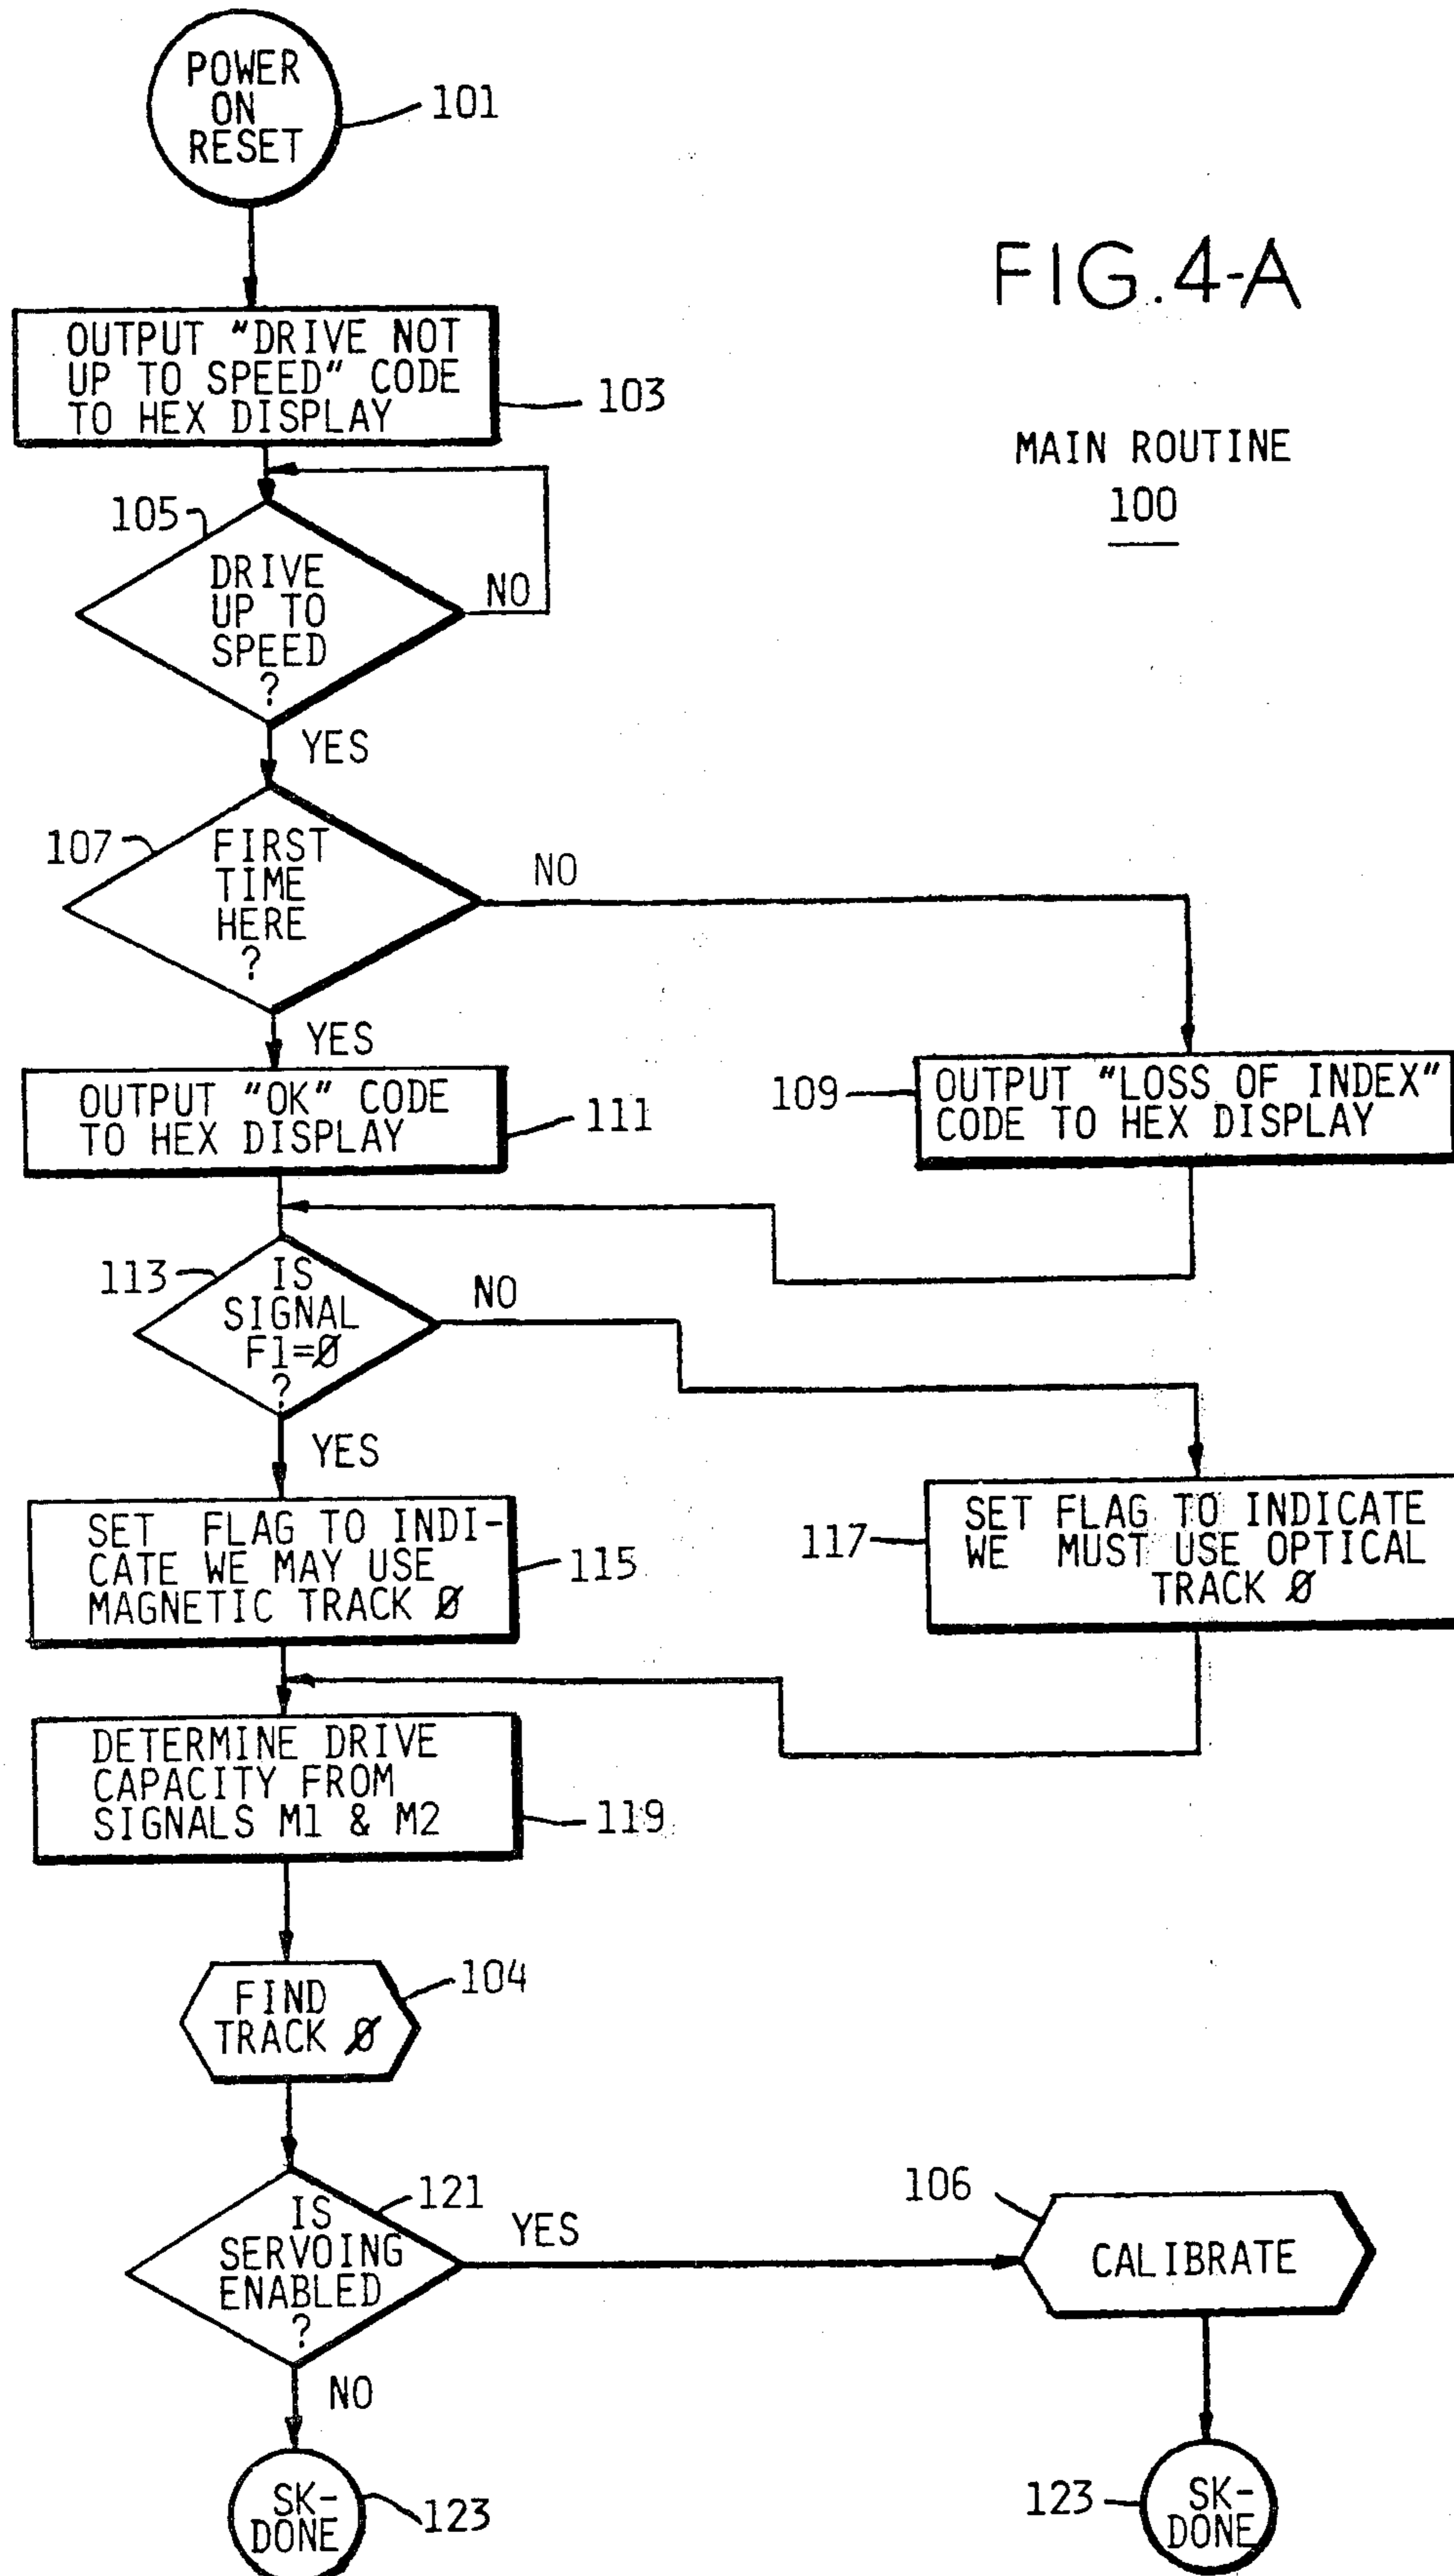 POWER
ON
RESET
101
FIG.4-A
OUTPUT "DRIVE NOT
UP TO SPEED" CODE
TO HEX DISPLAY
103
MAIN ROUTINE
100
105
DRIVE
UP TO
SPEED
?
NO
YES
107
FIRST
TIME
HERE
?
NO
YES
OUTPUT "OK" CODE
TO HEX DISPLAY
111
109
OUTPUT "LOSS OF INDEX"
CODE TO HEX DISPLAY
113
IS
SIGNAL
F1=Ø
?
NO
YES
SET FLAG TO INDI-
CATE WE MAY USE
MAGNETIC TRACK Ø
115
117
SET FLAG TO INDICATE
WE MUST USE OPTICAL
TRACK Ø
DETERMINE DRIVE
CAPACITY FROM
SIGNALS M1 & M2
119
FIND
TRACK Ø
104
IS
SERVOING
ENABLED
?
121
YES
106
CALIBRATE
NO
SK-
DONE
123
123
SK-
DONE